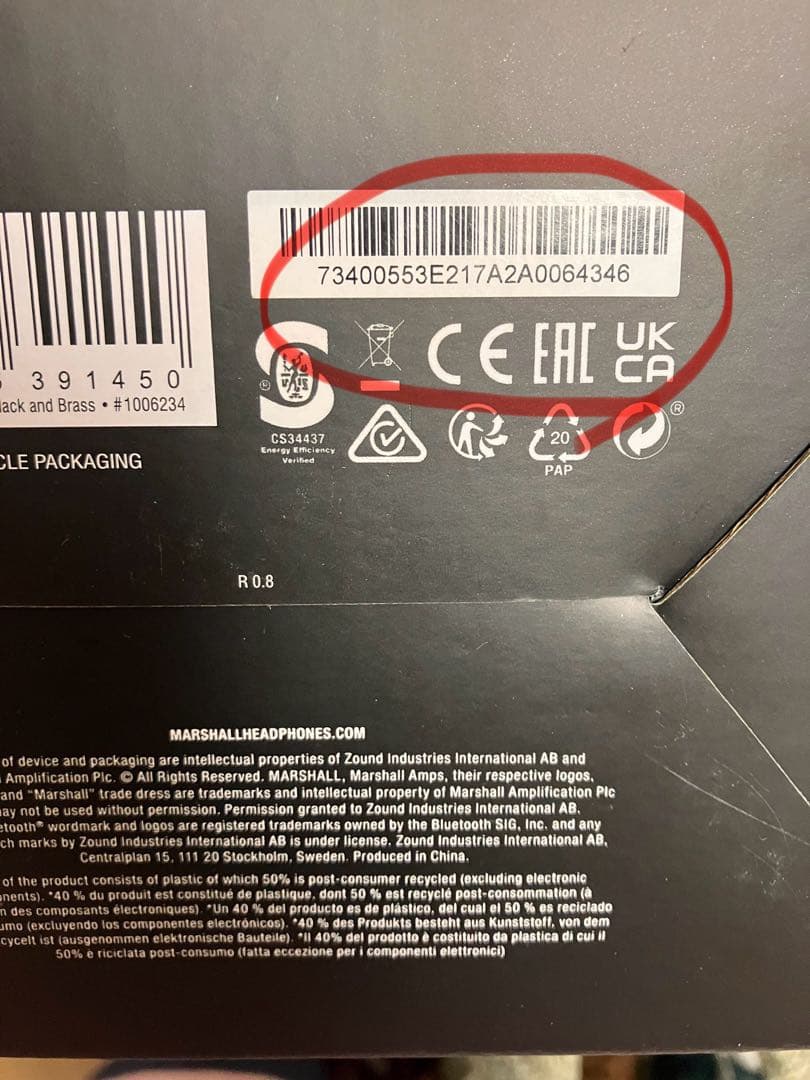 73400553E217A2A0064346
CE EAC UK
CA
391450
ack and Brass • #1006234
CS34437
Energy Efficiency
Verified
20
PAP
®
CLE PACKAGING
R 0.8
MARSHALLHEADPHONES.COM
of device and packaging are intellectual properties of Zound Industries International AB and
Amplification Plc. © All Rights Reserved. MARSHALL, Marshall Amps, their respective logos,
and "Marshall" trade dress are trademarks and intellectual property of Marshall Amplification Plc
ay not be used without permission. Permission granted to Zound Industries International AB.
etooth® wordmark and logos are registered trademarks owned by the Bluetooth SIG, Inc. and any
ch marks by Zound Industries International AB is under license. Zound Industries International AB,
Centralplan 15, 111 20 Stockholm, Sweden. Produced in China.
of the product consists of plastic of which 50% is post-consumer recycled (excluding electronic
nents). *40 % du produit est constitué de plastique, dont 50 % est recyclé post-consommation (à
n des composants électroniques). *Un 40% del producto es de plástico, del cual el 50 % es reciclado
umo (excluyendo los componentes electrónicos). *40 % des Produkts besteht aus Kunststoff, von dem
cycelt ist (ausgenommen elektronische Bauteile). *Il 40% del prodotto è costituito da plastica di cui il
50% è riciclata post-consumo (fatta eccezione per i componenti elettronici)